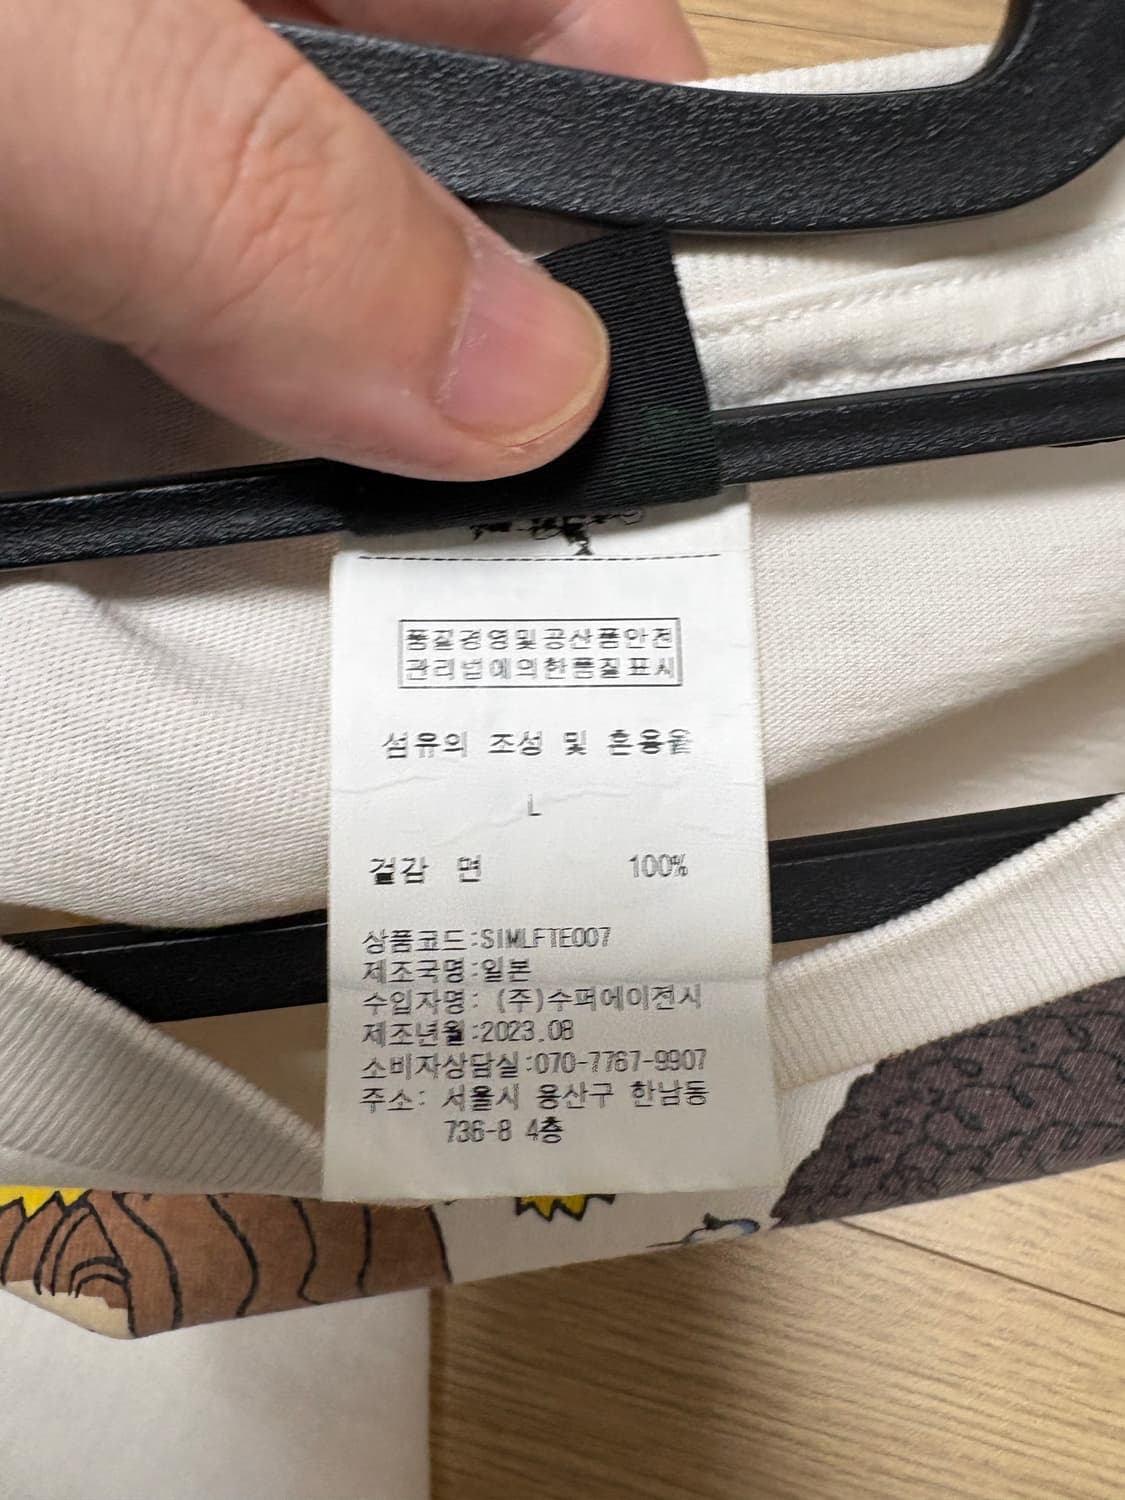 품질경영및공산품안전
관리법에의한품질표시
섬유의 조성 및 혼용율
L
겉감 면 100%
상품코드:SIMLFTE007
제조국명:일본
수입자명: (주)수퍼에이전시
제조년월:2023.08
소비자상담실:070-7767-9907
주소: 서울시 용산구 한남동
736-8 4층